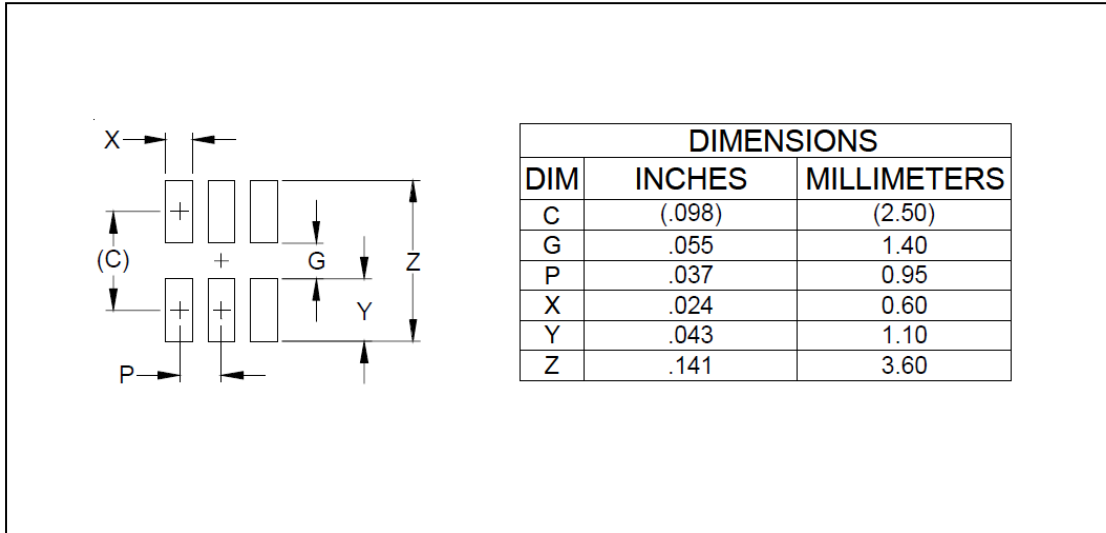 X
(C)
G
Z
Y
P
DIMENSIONS
DIM INCHES MILLIMETERS
C (.098) (2.50)
G .055 1.40
P .037 0.95
X .024 0.60
Y .043 1.10
Z .141 3.60